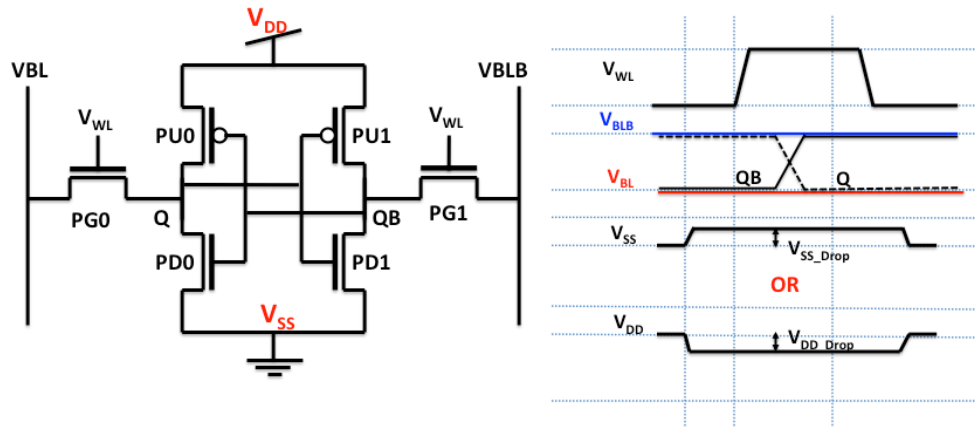 VDD
VBL
VBLB
VWL
PU0
PU1
VWL
PG0
Q
QB
PG1
PD0
PD1
VSS
VWL
VBLB
VBL
QB
Q
VSS
VSS_Drop
OR
VDD
VDD_Drop